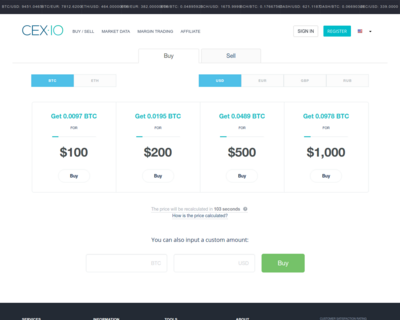 CEX.IO
BUY / SELL
MARKET DATA
MARGIN TRADING
AFFILIATE
SIGN IN
REGISTER
Buy
Sell
BTC
ETH
USD
EUR
GBP
RUB
Get 0.0097 BTC
FOR
$100
Buy
Get 0.0195 BTC
FOR
$200
Buy
Get 0.0489 BTC
FOR
$500
Buy
Get 0.0978 BTC
FOR
$1,000
Buy
The price will be recalculated in 103 seconds
How is the price calculated?
You can also input a custom amount:
BTC
USD
Buy
SERVICES
INFORMATION
TOOLS
ABOUT